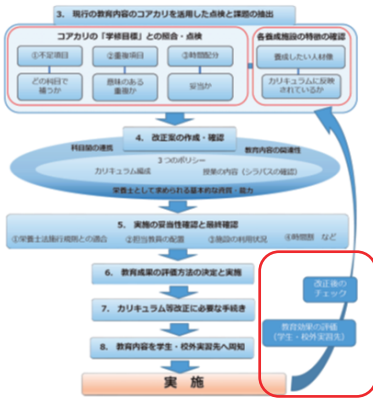 3. 現行の教育内容のコアカリを活用した点検と課題の抽出
コアカリの「学修目標」との照合・点検
①不足項目
②重複項目
③時間配分
どの科目で
補うか
意味のある
重複か
妥当か
各養成施設の特徴の確認
養成したい人材像
カリキュラムに反映
されているか
4. 改正案の作成・確認
科目間の連携
教育内容の関連性
3つのポリシー
カリキュラム編成
授業の内容（シラバスの確認）
栄養士として求められる基本的な資質・能力
5. 実施の妥当性確認と最終確認
①栄養士法施行規則との適合
②担当教員の配置
③施設の利用状況
④時間割 など
6. 教育成果の評価方法の決定と実施
7. カリキュラム等改正に必要な手続き
8. 教育内容を学生・校外実習先へ周知
実 施
改正後の
チェック
教育効果の評価
（学生・校外実習先）